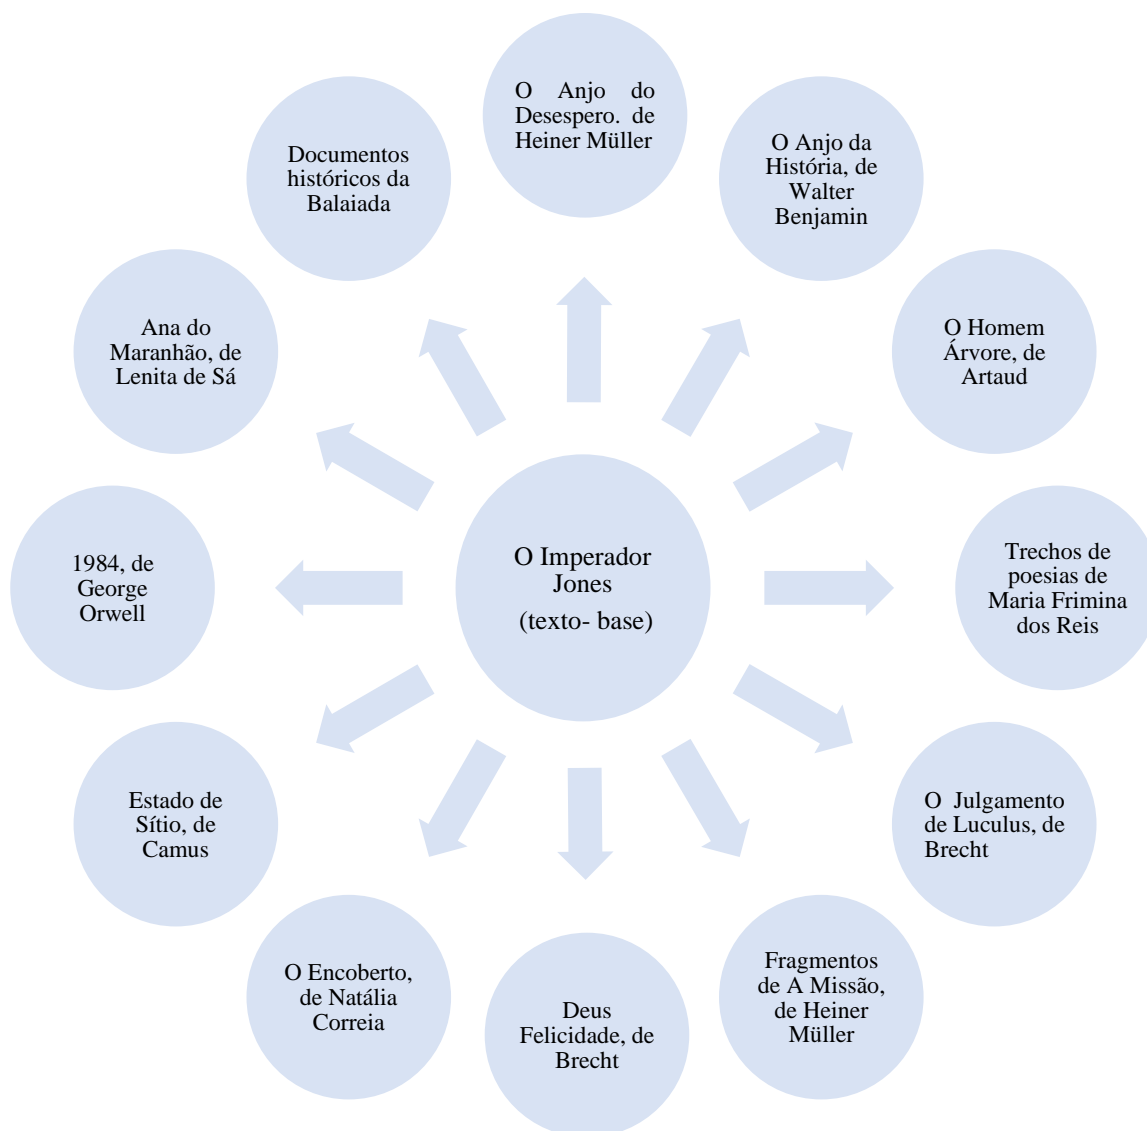 O Anjo do
Desespero. de
Heiner Müller
O Anjo da
História, de
Walter
Benjamin
O Homem
Árvore, de
Artaud
Trechos de
poesias de
Maria Frimina
dos Reis
O Julgamento
de Luculus, de
Brecht
Fragmentos
de A Missão,
de Heiner
Müller
Deus
Felicidade, de
Brecht
O Encoberto,
de Natália
Correia
Estado de
Sítio, de
Camus
1984, de
George
Orwell
Ana do
Maranhão, de
Lenita de Sá
Documentos
históricos da
Balaiada
O Imperador
Jones
(texto- base)